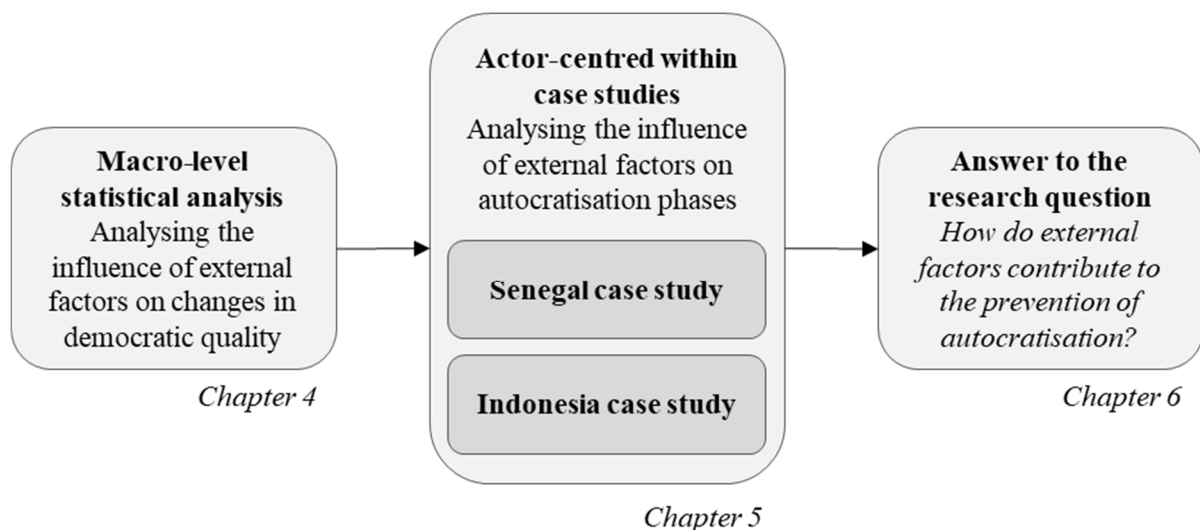 Macro-level
statistical analysis
Analysing the
influence of external
factors on changes in
democratic quality
Chapter 4
Actor-centred within
case studies
Analysing the influence
of external factors on
autocratisation phases
Senegal case study
Indonesia case study
Chapter 5
Answer to the
research question
How do external
factors contribute to
the prevention of
autocratisation?
Chapter 6